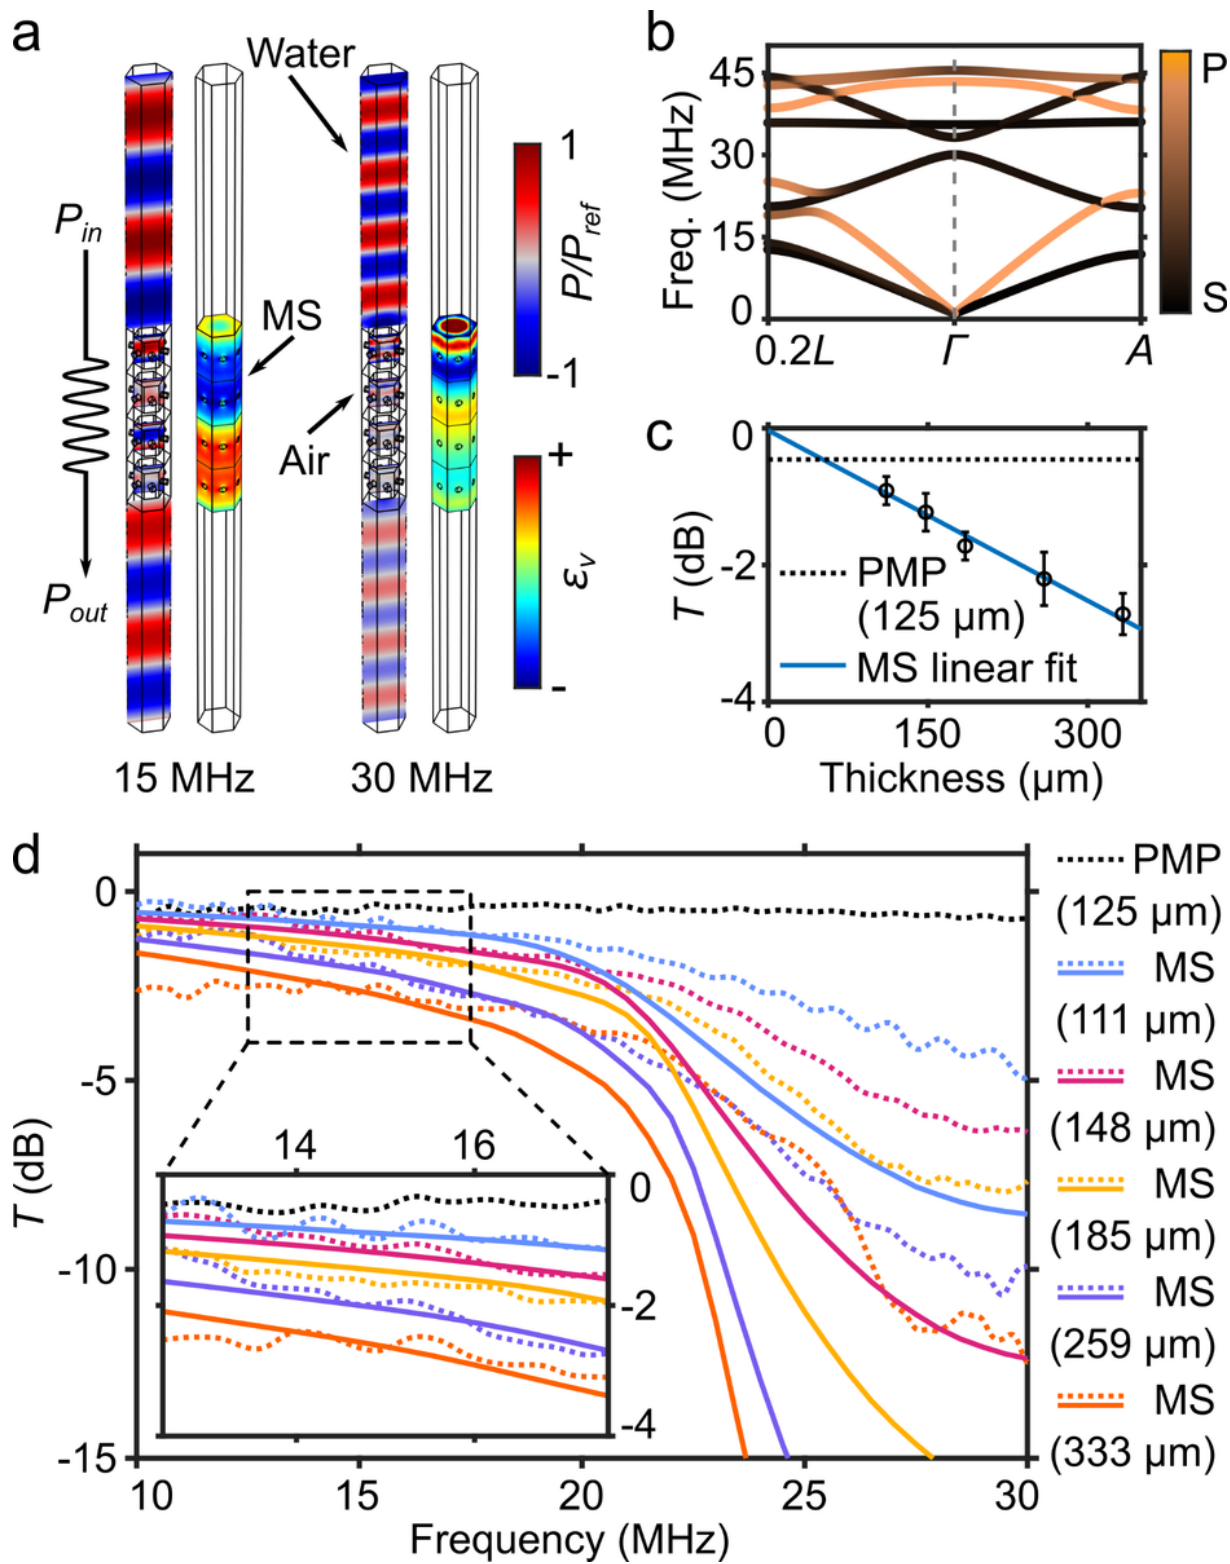 a
Water
P_in
MS
Air
P_out
15 MHz
30 MHz
1
P/P_ref
-1
+
ε_v
-
b
Freq. (MHz)
45
30
15
0
0.2L
Γ
A
P
S
c
T (dB)
0
-2
-4
PMP
(125 µm)
MS linear fit
0
150
300
Thickness (µm)
d
T (dB)
0
-5
-10
-15
14
16
0
-2
-4
10
15
20
25
30
Frequency (MHz)
PMP
(125 µm)
MS
(111 µm)
MS
(148 µm)
MS
(185 µm)
MS
(259 µm)
MS
(333 µm)